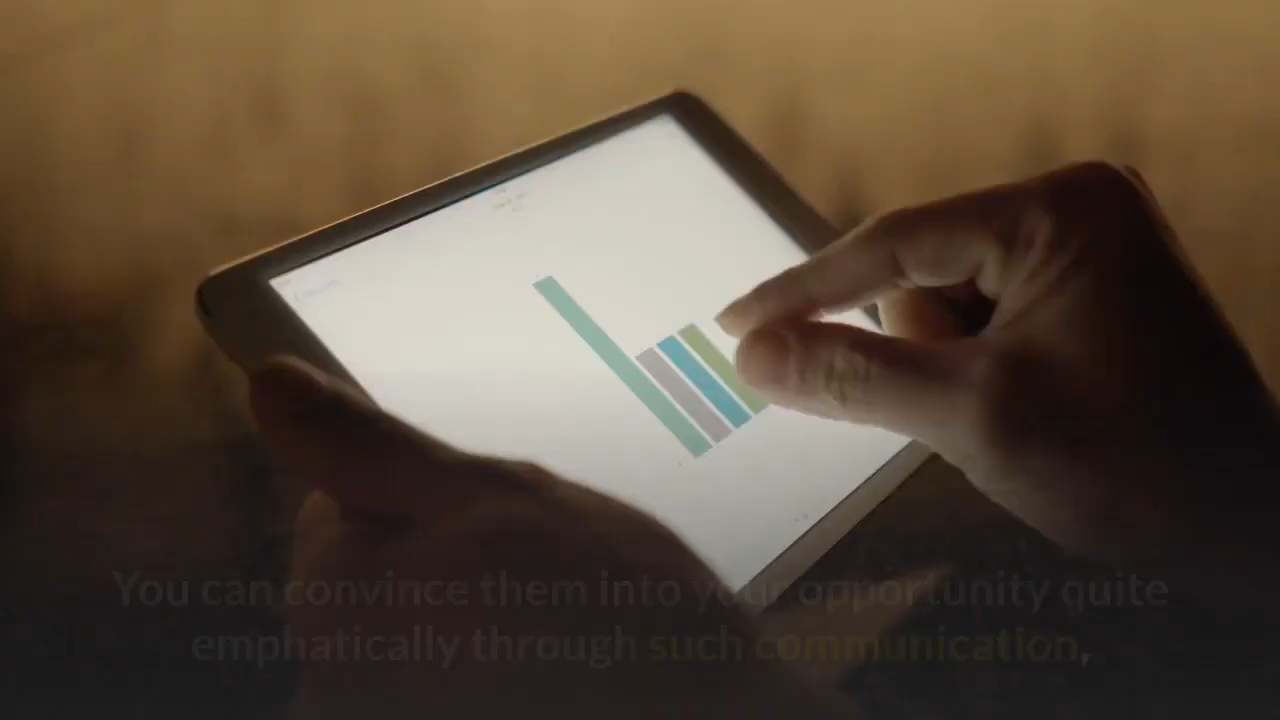 You can convince them into your opportunity quite
emphatically through such communication,